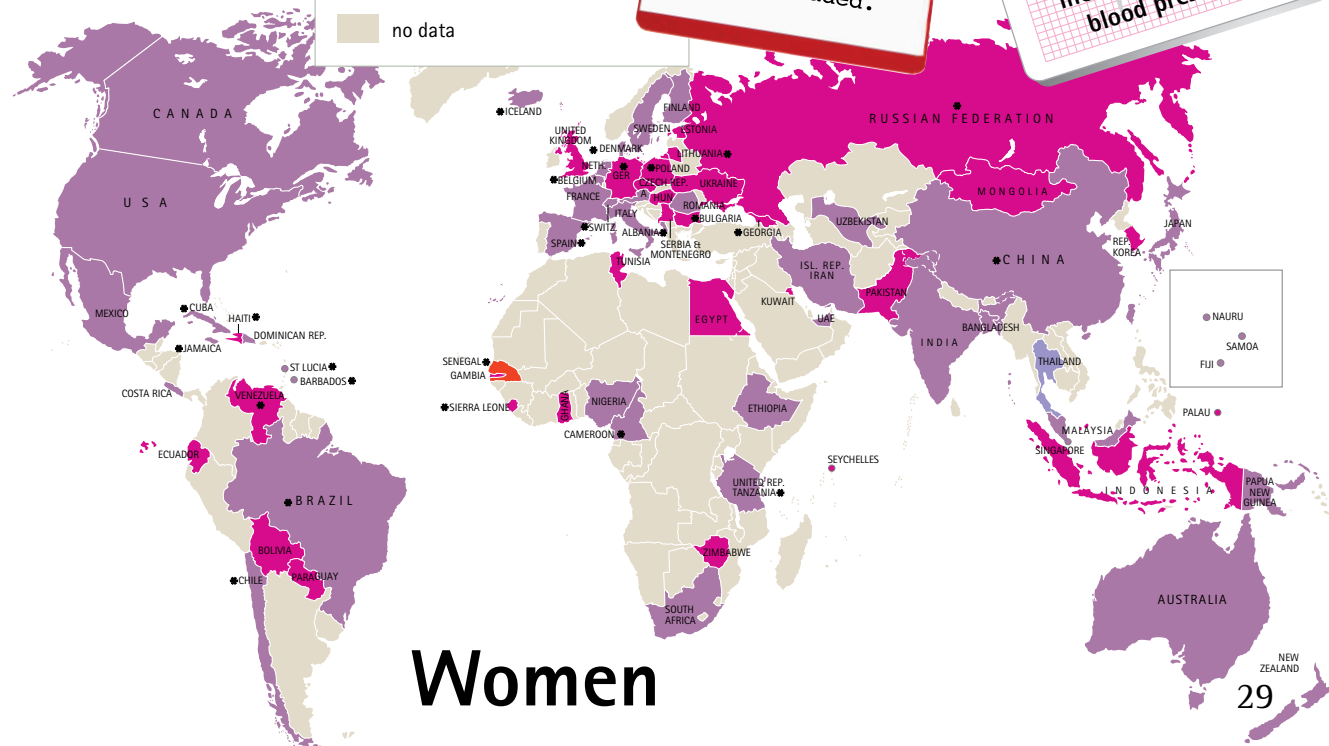 no data
blood
CANADA
USA
MEXICO
CUBA
HAITI
DOMINICAN REP.
JAMAICA
ST LUCIA
BARBADOS
COSTA RICA
VENEZUELA
ECUADOR
BRAZIL
BOLIVIA
PARAGUAY
CHILE
ICELAND
FINLAND
UNITED
KINGDOM
SWEDEN
ESTONIA
DENMARK
LITHUANIA
NETH.
GER
POLAND
BELGIUM
CZECH REP.
UKRAINE
FRANCE
A
HUN
ROMANIA
ITALY
BULGARIA
SWITZ
ALBANIA
GEORGIA
SPAIN
SERBIA &
MONTENEGRO
TUNISIA
RUSSIAN FEDERATION
MONGOLIA
UZBEKISTAN
JAPAN
REP.
KOREA
CHINA
ISL. REP.
IRAN
PAKISTAN
KUWAIT
EGYPT
UAE
BANGLADESH
INDIA
THAILAND
NAURU
SAMOA
FIJI
PALAU
SENEGAL
GAMBIA
SIERRA LEONE
GHANA
NIGERIA
CAMEROON
ETHIOPIA
SEYCHELLES
UNITED REP.
TANZANIA
ZIMBABWE
SOUTH
AFRICA
MALAYSIA
SINGAPORE
INDONESIA
PAPUA
NEW
GUINEA
AUSTRALIA
NEW
ZEALAND
Women
29